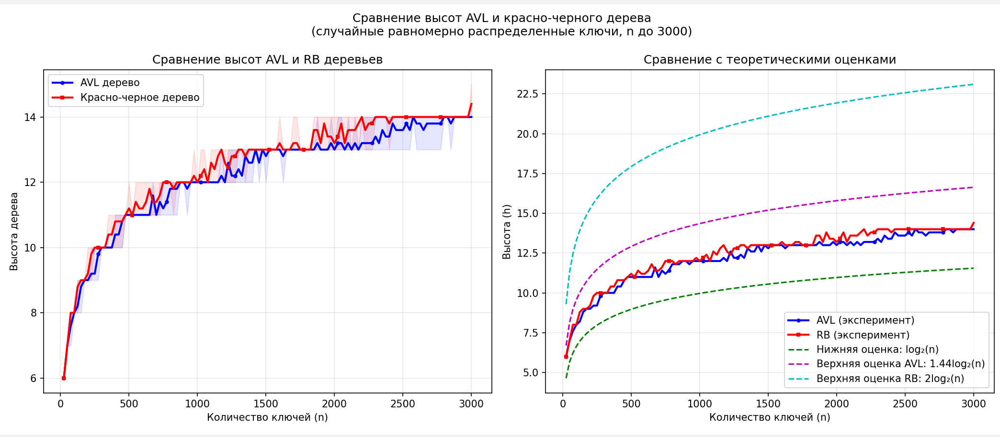 Сравнение высот AVL и красно-черного дерева
(случайные равномерно распределенные ключи, n до 3000)
Сравнение высот AVL и RB деревьев
AVL дерево
Красно-черное дерево
Высота дерева
14
12
10
8
6
0 500 1000 1500 2000 2500 3000
Количество ключей (n)
Сравнение с теоретическими оценками
Высота (h)
22.5
20.0
17.5
15.0
12.5
10.0
7.5
5.0
AVL (эксперимент)
RB (эксперимент)
Нижняя оценка: log₂(n)
Верхняя оценка AVL: 1.44log₂(n)
Верхняя оценка RB: 2log₂(n)
0 500 1000 1500 2000 2500 3000
Количество ключей (n)